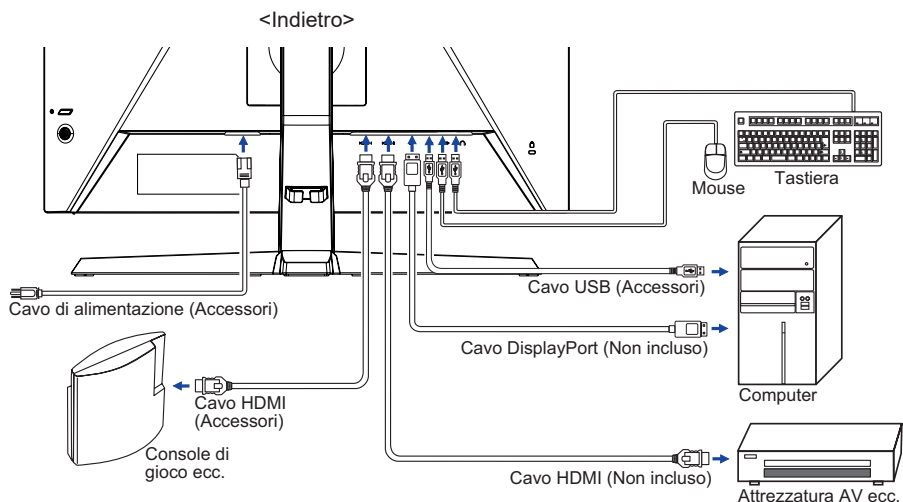 <Indietro>
Mouse
Tastiera
Cavo USB (Accessori)
Cavo di alimentazione (Accessori)
Cavo DisplayPort (Non incluso)
Computer
Cavo HDMI
(Accessori)
Console di
gioco ecc.
Cavo HDMI (Non incluso)
Attrezzatura AV ecc.